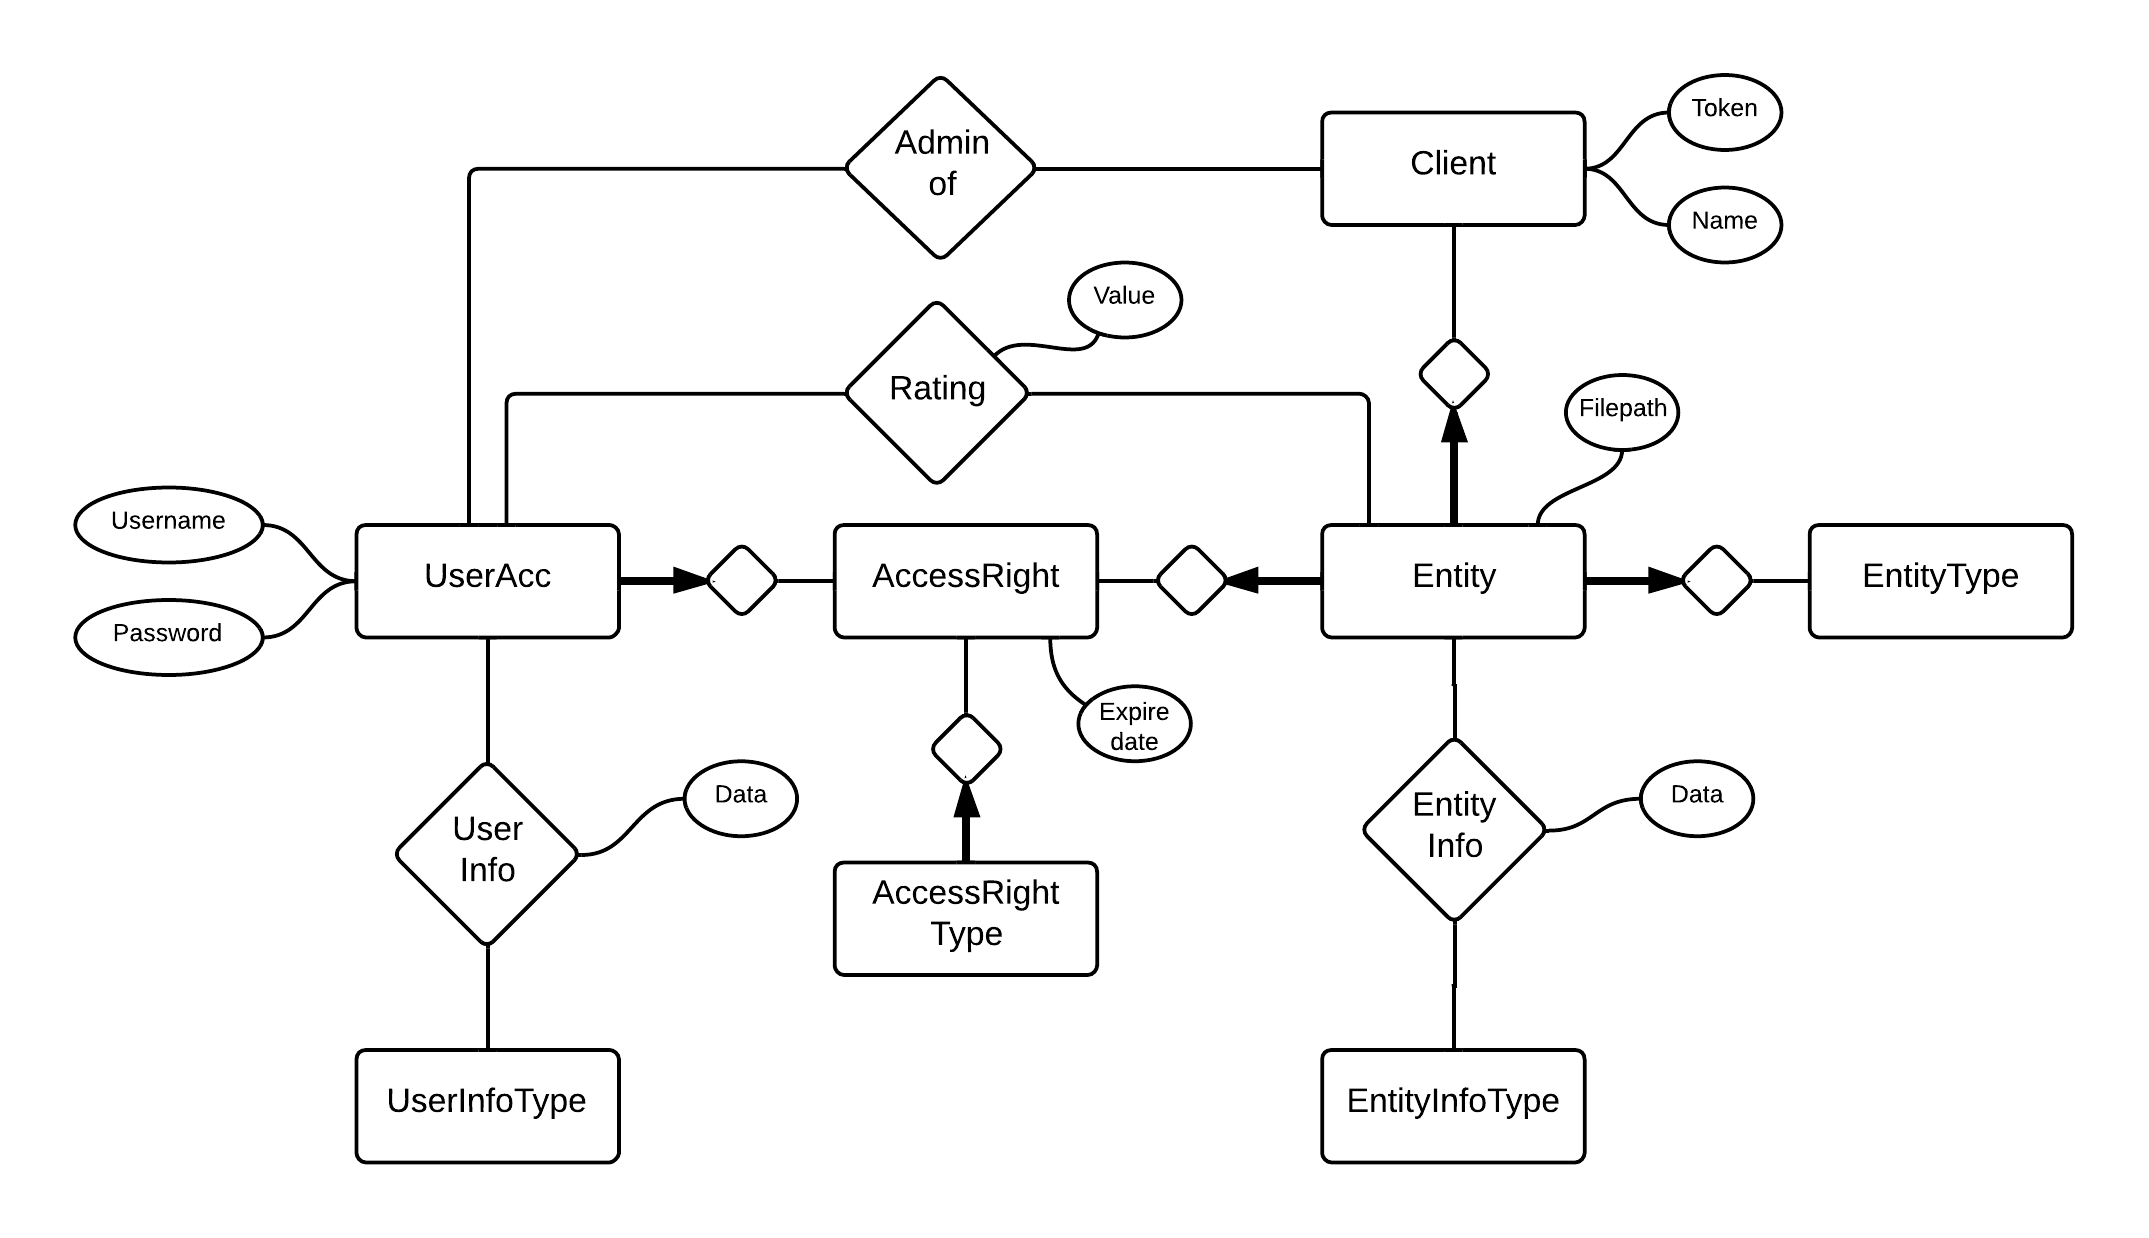 Token
Admin
of
Client
Name
Value
Rating
Filepath
Username
UserAcc
AccessRight
Entity
EntityType
Password
Expire
date
Data
Data
User
Info
Entity
Info
AccessRight
Type
UserInfoType
EntityInfoType